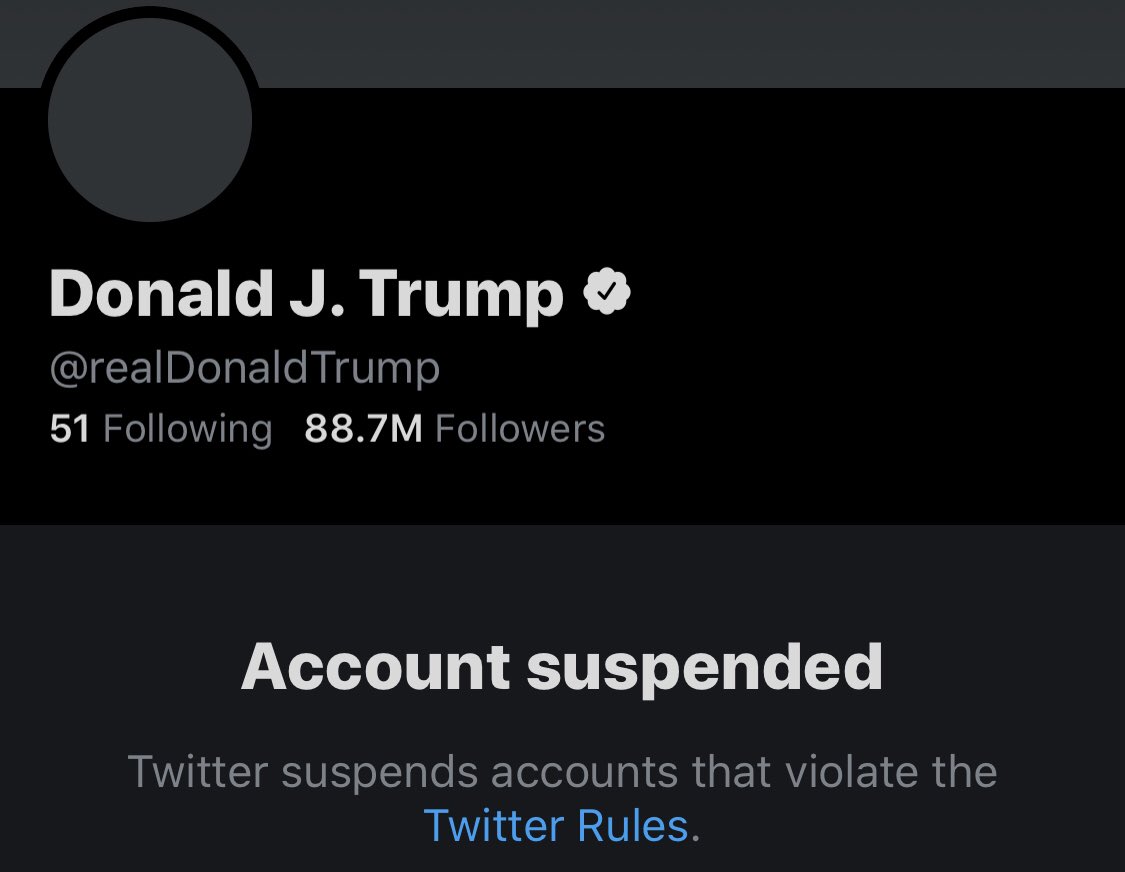 Donald J. Trump
@realDonaldTrump
51 Following 88.7M Followers
Account suspended
Twitter suspends accounts that violate the
Twitter Rules.